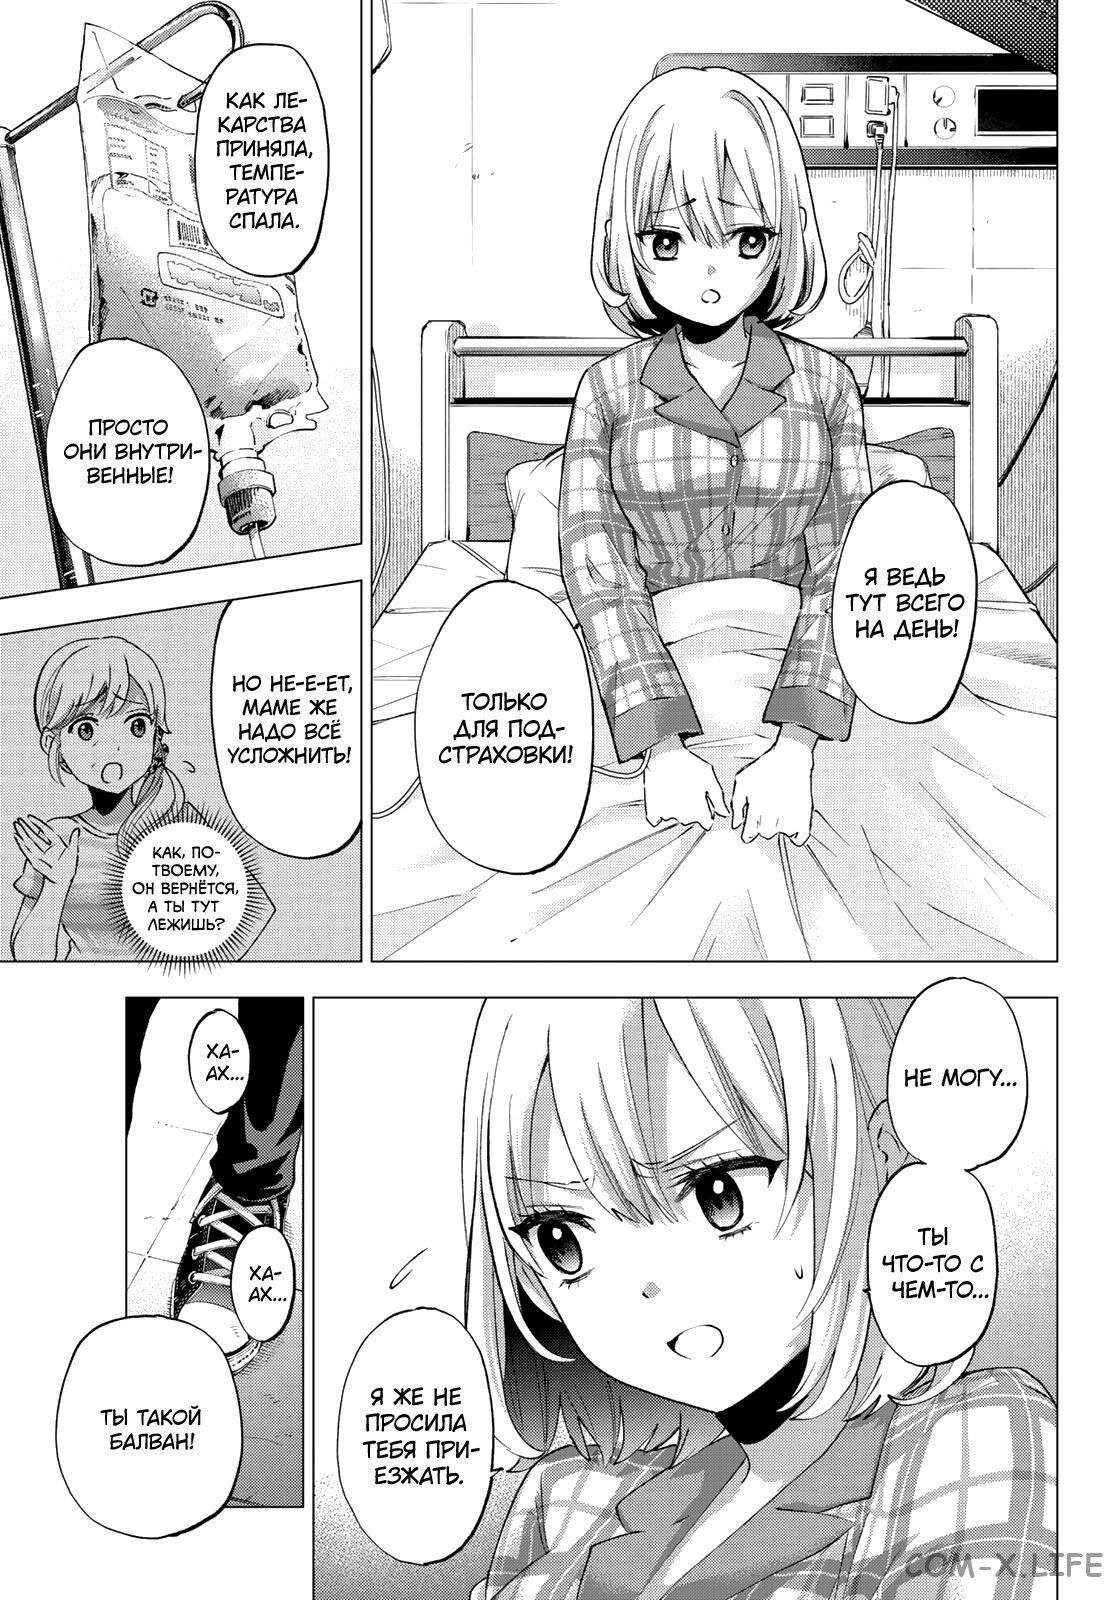 Я ВЕДЬ
ТУТ ВСЕГО
НА ДЕНЬ!
ТОЛЬКО
ДЛЯ ПОД-
СТРАХОВКИ!
КАК ЛЕ-
КАРСТВА
ПРИНЯЛА,
ТЕМПЕ-
РАТУРА
СПАЛА.
ПРОСТО
ОНИ ВНУТРИ-
ВЕННЫЕ!
НО НЕ-Е-ЕТ,
МАМЕ ЖЕ
НАДО ВСЁ
УСЛОЖНИТЬ!
КАК, ПО-
ТВОЕМУ,
ОН ВЕРНЁТСЯ,
А ТЫ ТУТ
ЛЕЖИШЬ?
НЕ МОГУ...
ТЫ
ЧТО-ТО С
ЧЕМ-ТО...
Я ЖЕ НЕ
ПРОСИЛА
ТЕБЯ ПРИ-
ЕЗЖАТЬ.
ХА-
АХ...
ХА-
АХ...
ТЫ ТАКОЙ
БАЛВАН!
COM-X.LIFE